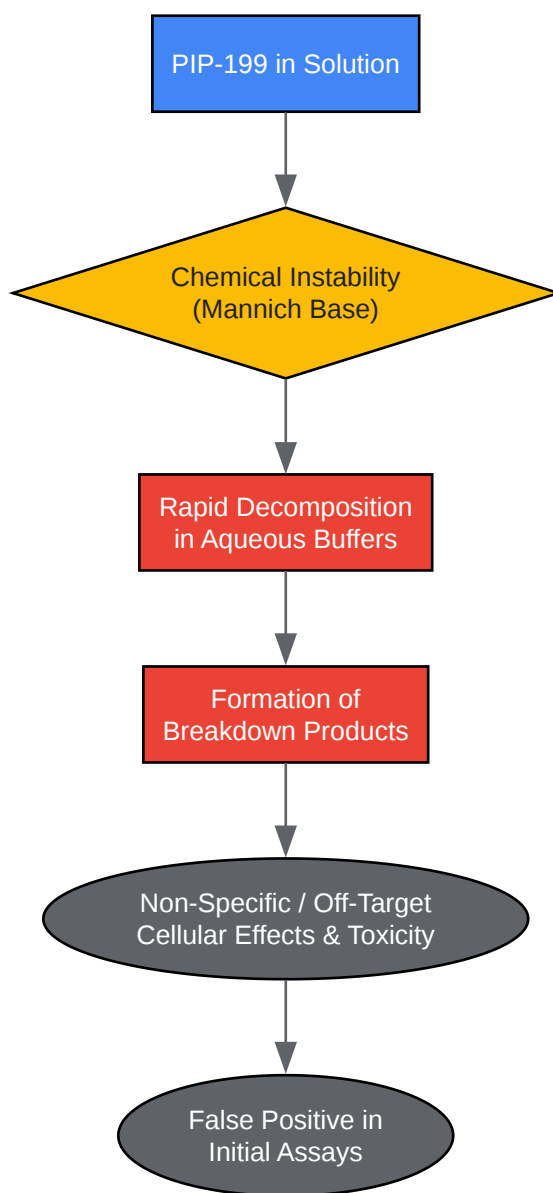 PIP-199 in Solution
Chemical Instability
(Mannich Base)
Rapid Decomposition
in Aqueous Buffers
Formation of
Breakdown Products
Non-Specific / Off-Target
Cellular Effects & Toxicity
False Positive in
Initial Assays